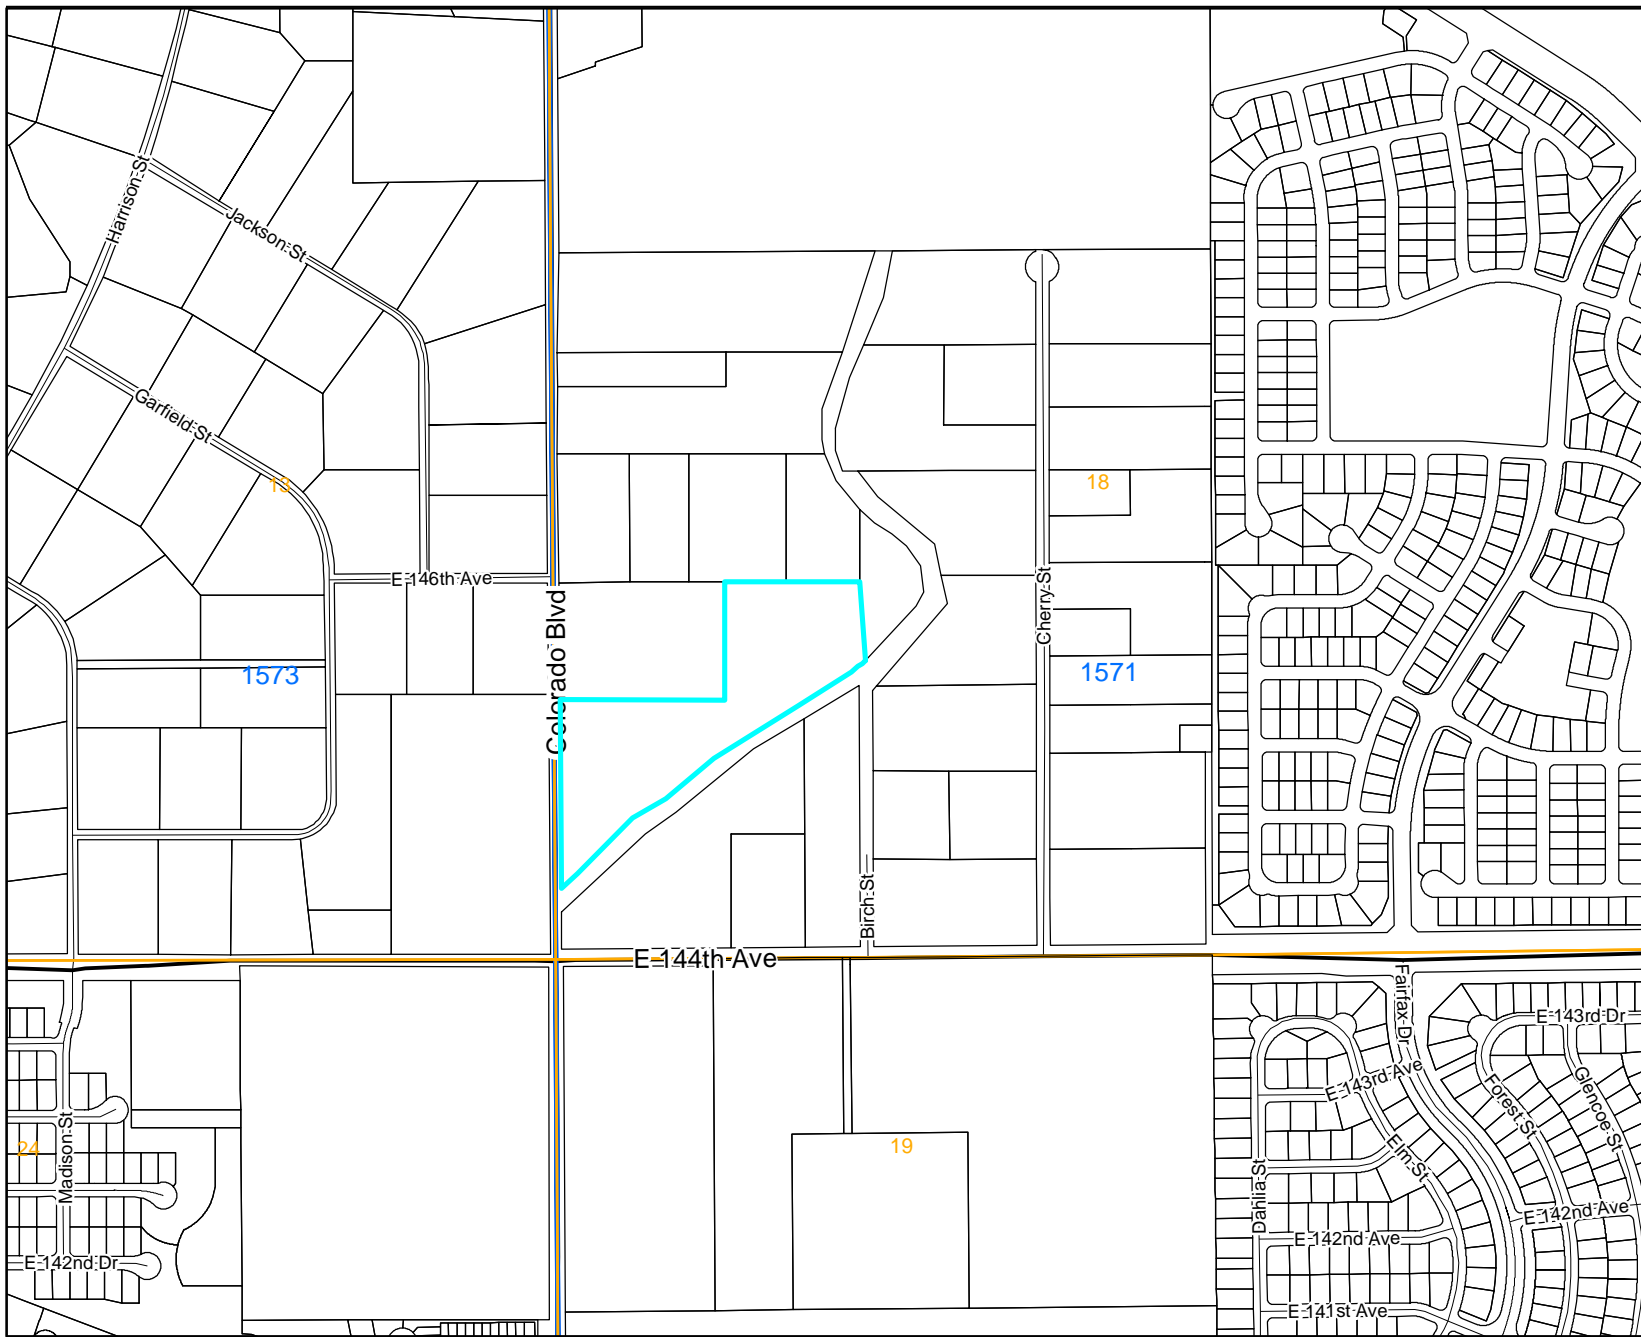 Harrison St
Jackson St
Garfield St
13
18
E 146th Ave
Colorado Blvd
Cherry St
1573
1571
Birch St
E 144th Ave
Fairfax Dr
E 143rd Dr
E 143rd Ave
Forest St
Glencoe St
24
Madison St
19
Elm St
Dahlia St
E 142nd Ave
E 142nd Ave
E 142nd Dr
E 141st Ave